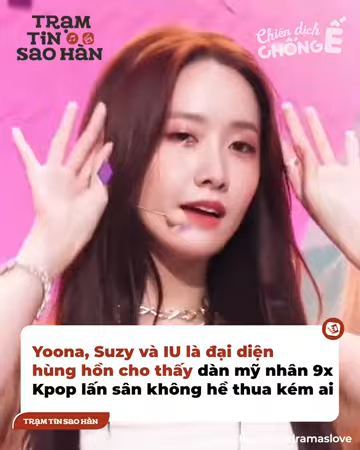 TRẠM
TIN
SAO HÀN
Chiến dịch
CHỐNG Ế
Yoona, Suzy và IU là đại diện
hùng hồn cho thấy dàn mỹ nhân 9x
Kpop lấn sân không hề thua kém ai
TRẠM TIN SAO HÀN